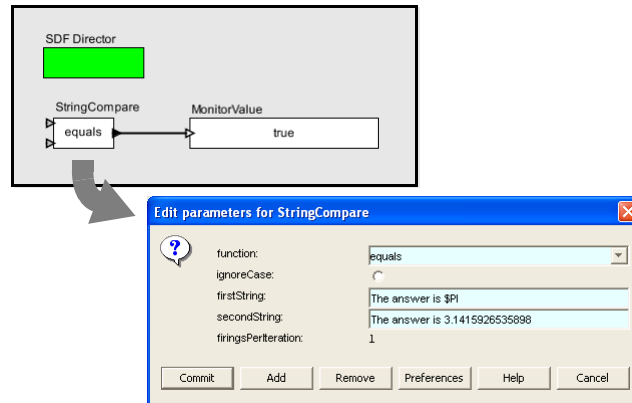 SDF Director
StringCompare
MonitorValue
equals
true
Edit parameters for StringCompare
?
function:
equals
ignoreCase:
firstString:
The answer is $PI
secondString:
The answer is 3.1415926535898
firingsPerIteration:
1
Commit
Add
Remove
Preferences
Help
Cancel